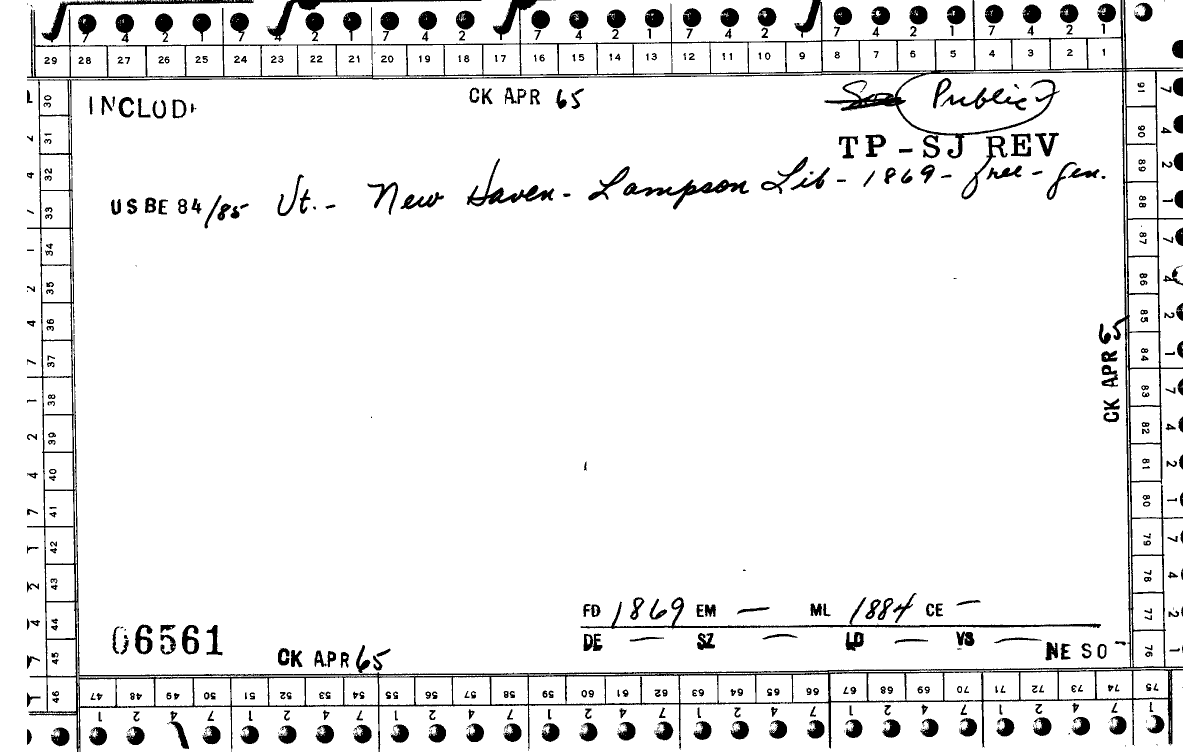 7 4 2 1 7 4 2 1 7 4 2 1 7 4 2 1 7 4 2 1 7 4 2 1 7 4 2 1
29 28 27 26 25 24 23 22 21 20 19 18 17 16 15 14 13 12 11 10 9 8 7 6 5 4 3 2 1
INCLUD
CK APR 65
Public
TP-SJ REV
USBE 84/85 Vt. - New Haven - Lampson Lib - 1869 - free - gen.
30 31 32 33 34 35 36 37 38 39 40 41 42 43 44 45 46
91 90 89 88 87 86 85 84 83 82 81 80 79 78 77 76 75
CK APR 65
FD 1869 EM — ML 1884 CE —
DE — SZ — LO — VS —
NE SO -
06561
CK APR 65
47 48 49 50 51 52 53 54 55 56 57 58 59 60 61 62 63 64 65 66 67 68 69 70 71 72 73 74
1 2 4 7 1 2 4 7 1 2 4 7 1 2 4 7 1 2 4 7 1 2 4 7 1 2 4 7